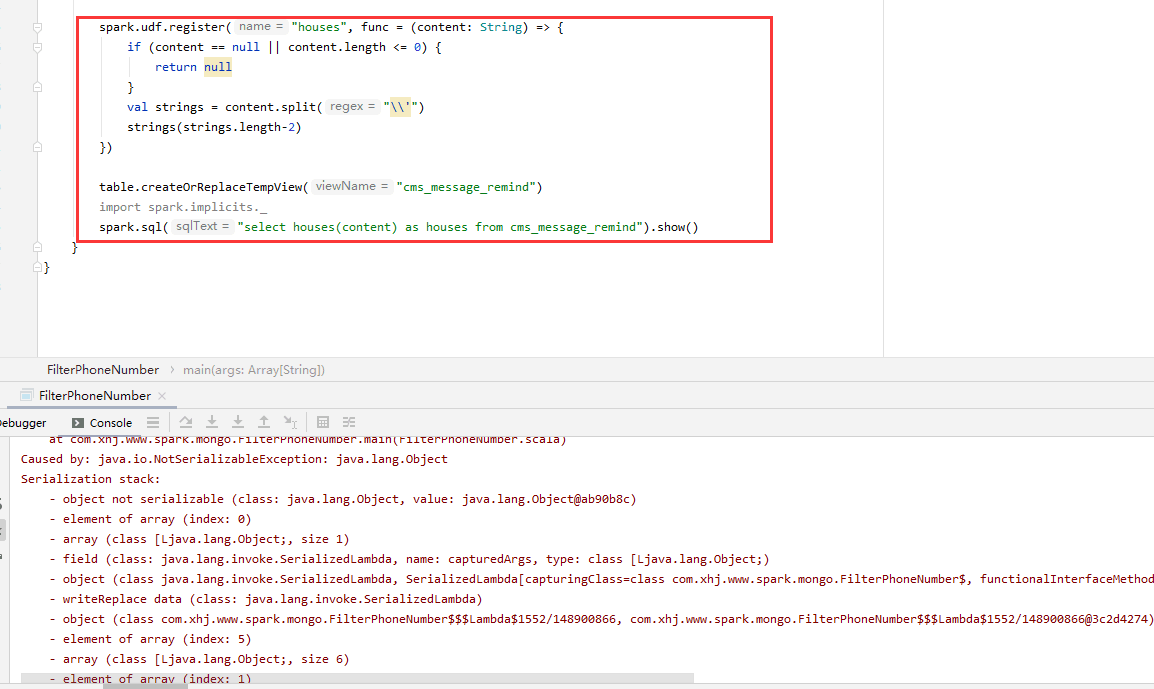 spark.udf.register( name = "houses", func = (content: String) => {
if (content == null || content.length <= 0) {
return null
}
val strings = content.split( regex = "\\'")
strings(strings.length-2)
})
table.createOrReplaceTempView( viewName = "cms_message_remind")
import spark.implicits._
spark.sql( sqlText = "select houses(content) as houses from cms_message_remind").show()
}
}
FilterPhoneNumber › main(args: Array[String])
FilterPhoneNumber ×
Debugger Console
at com.xhj.www.spark.mongo.FilterPhoneNumber.main(FilterPhoneNumber.scala)
Caused by: java.io.NotSerializableException: java.lang.Object
Serialization stack:
- object not serializable (class: java.lang.Object, value: java.lang.Object@ab90b8c)
- element of array (index: 0)
- array (class [Ljava.lang.Object;, size 1)
- field (class: java.lang.invoke.SerializedLambda, name: capturedArgs, type: class [Ljava.lang.Object;)
- object (class java.lang.invoke.SerializedLambda, SerializedLambda[capturingClass=class com.xhj.www.spark.mongo.FilterPhoneNumber$, functionalInterfaceMethod
- writeReplace data (class: java.lang.invoke.SerializedLambda)
- object (class com.xhj.www.spark.mongo.FilterPhoneNumber$$$Lambda$1552/148900866, com.xhj.www.spark.mongo.FilterPhoneNumber$$$Lambda$1552/148900866@3c2d4274)
- element of array (index: 5)
- array (class [Ljava.lang.Object;, size 6)
- element of array (index: 1)